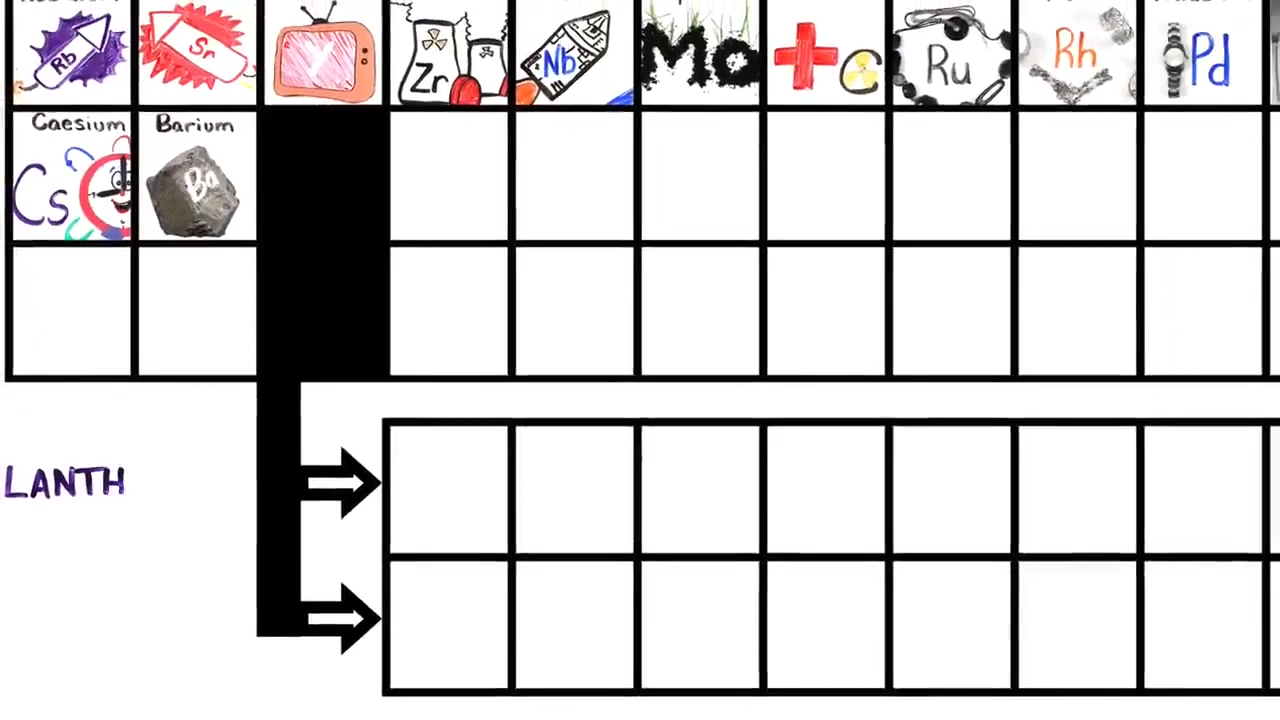 Rb
Sr
Y
Zr
Nb
Mo
+c
Ru
Rh
Pd
Caesium
Barium
Cs
Ba
LANTH